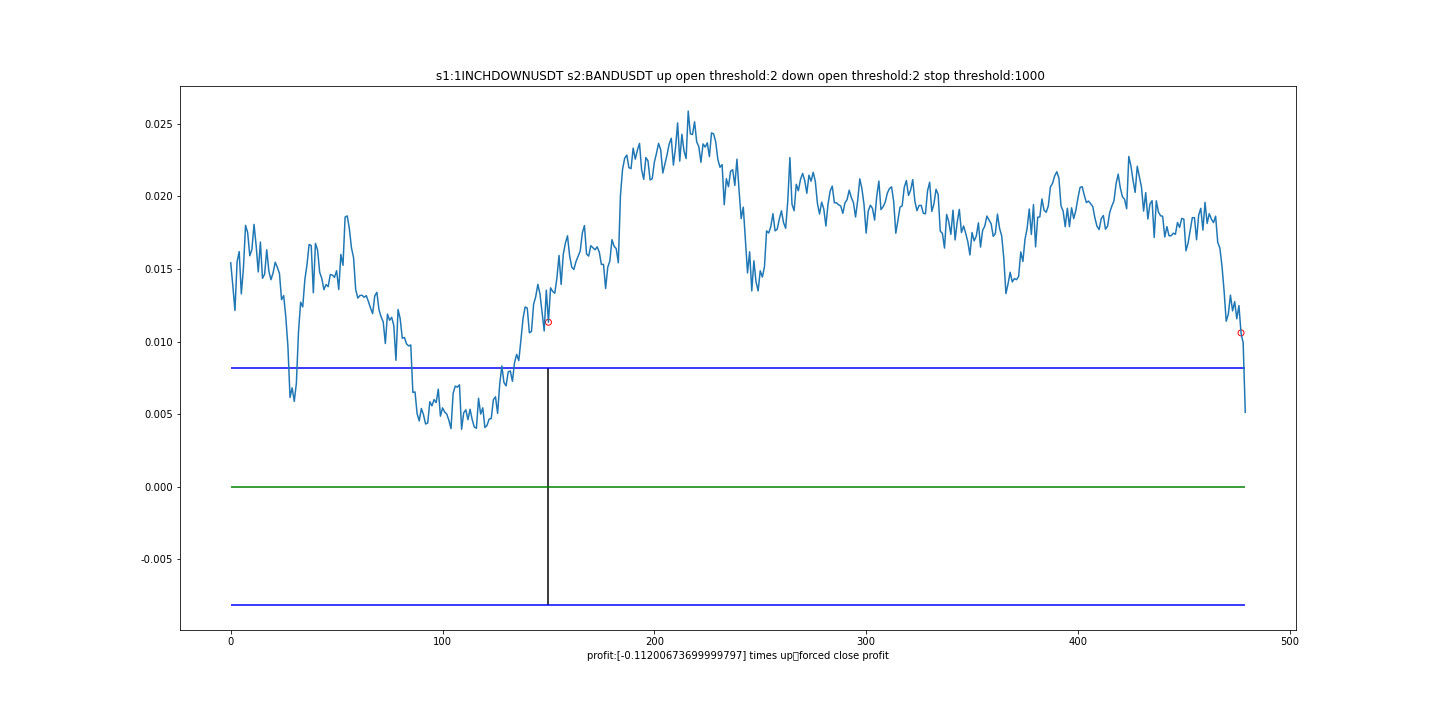 s1:1INCHDOWNUSDT s2:BANDUSDT up open threshold:2 down open threshold:2 stop threshold:1000
0.025
0.020
0.015
0.010
0.005
0.000
-0.005
0 100 200 300 400 500
profit:[-0.11200673699999797] times up▯forced close profit